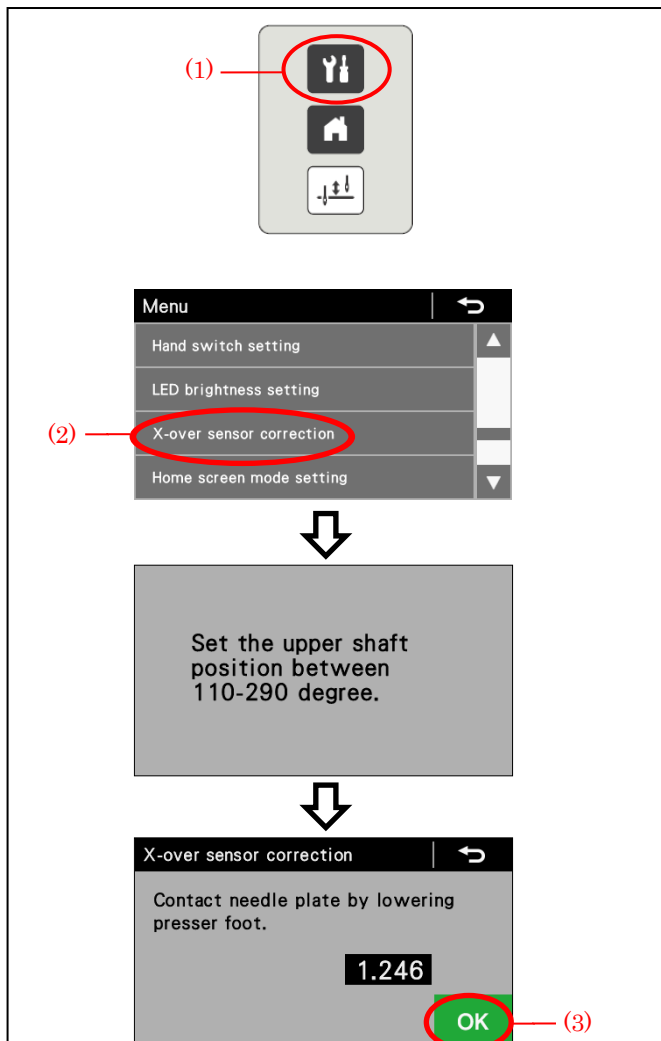 (1)
Menu
Hand switch setting
LED brightness setting
(2)
X-over sensor correction
Home screen mode setting
Set the upper shaft
position between
110-290 degree.
X-over sensor correction
Contact needle plate by lowering
presser foot.
1.246
OK
(3)